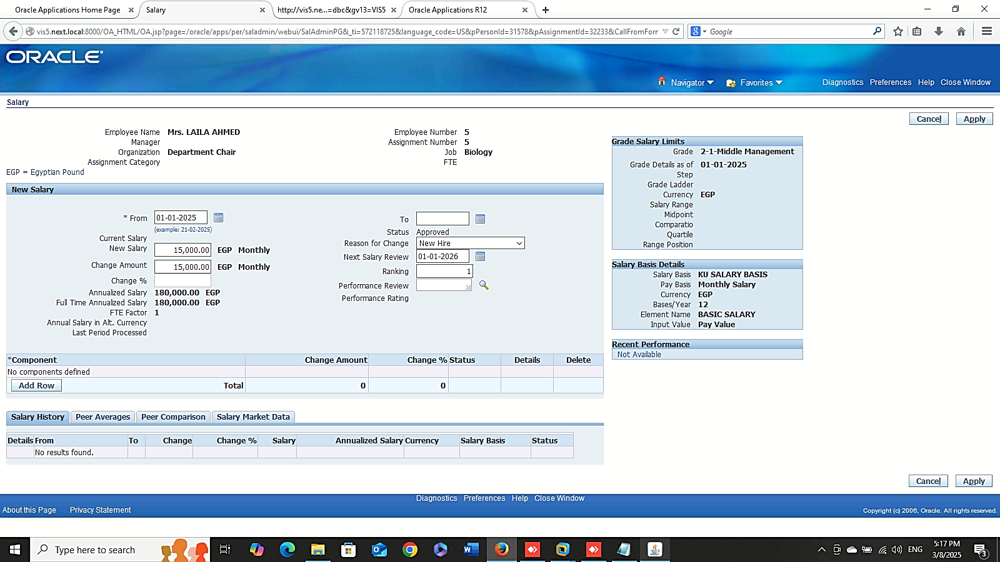 Oracle Applications Home Page
Salary
http://vis5.ne...=dbc&gv13=VIS5
Oracle Applications R12
vis5.next.local:8000/OA_HTML/OA.jsp?page=/oracle/apps/per/saladmin/webui/SalAdminPG&_ti=572118725&language_code=US&pPersonId=31578&pAssignmentId=32233&CallFromForr
Google
ORACLE
Navigator
Favorites
Diagnostics Preferences Help Close Window
Salary
Cancel Apply
Employee Name Mrs. LAILA AHMED
Manager
Organization Department Chair
Assignment Category
EGP = Egyptian Pound
Employee Number 5
Assignment Number 5
Job Biology
FTE
New Salary
* From 01-01-2025
(example: 21-02-2025)
Current Salary
New Salary 15,000.00 EGP Monthly
Change Amount 15,000.00 EGP Monthly
Change %
Annualized Salary 180,000.00 EGP
Full Time Annualized Salary 180,000.00 EGP
FTE Factor 1
Annual Salary in Alt. Currency
Last Period Processed
To
Status Approved
Reason for Change New Hire
Next Salary Review 01-01-2026
Ranking 1
Performance Review
Performance Rating
*Component Change Amount Change % Status Details Delete
No components defined
Add Row Total 0 0
Salary History Peer Averages Peer Comparison Salary Market Data
Details From To Change Change % Salary Annualized Salary Currency Salary Basis Status
No results found.
Grade Salary Limits
Grade 2-1-Middle Management
Grade Details as of 01-01-2025
Step
Grade Ladder
Currency EGP
Salary Range
Midpoint
Comparatio
Quartile
Range Position
Salary Basis Details
Salary Basis KU SALARY BASIS
Pay Basis Monthly Salary
Currency EGP
Bases/Year 12
Element Name BASIC SALARY
Input Value Pay Value
Recent Performance
Not Available
Cancel Apply
Diagnostics Preferences Help Close Window
About this Page Privacy Statement
Copyright (c) 2006, Oracle. All rights reserved.
Type here to search
ENG
5:17 PM
3/8/2025
3